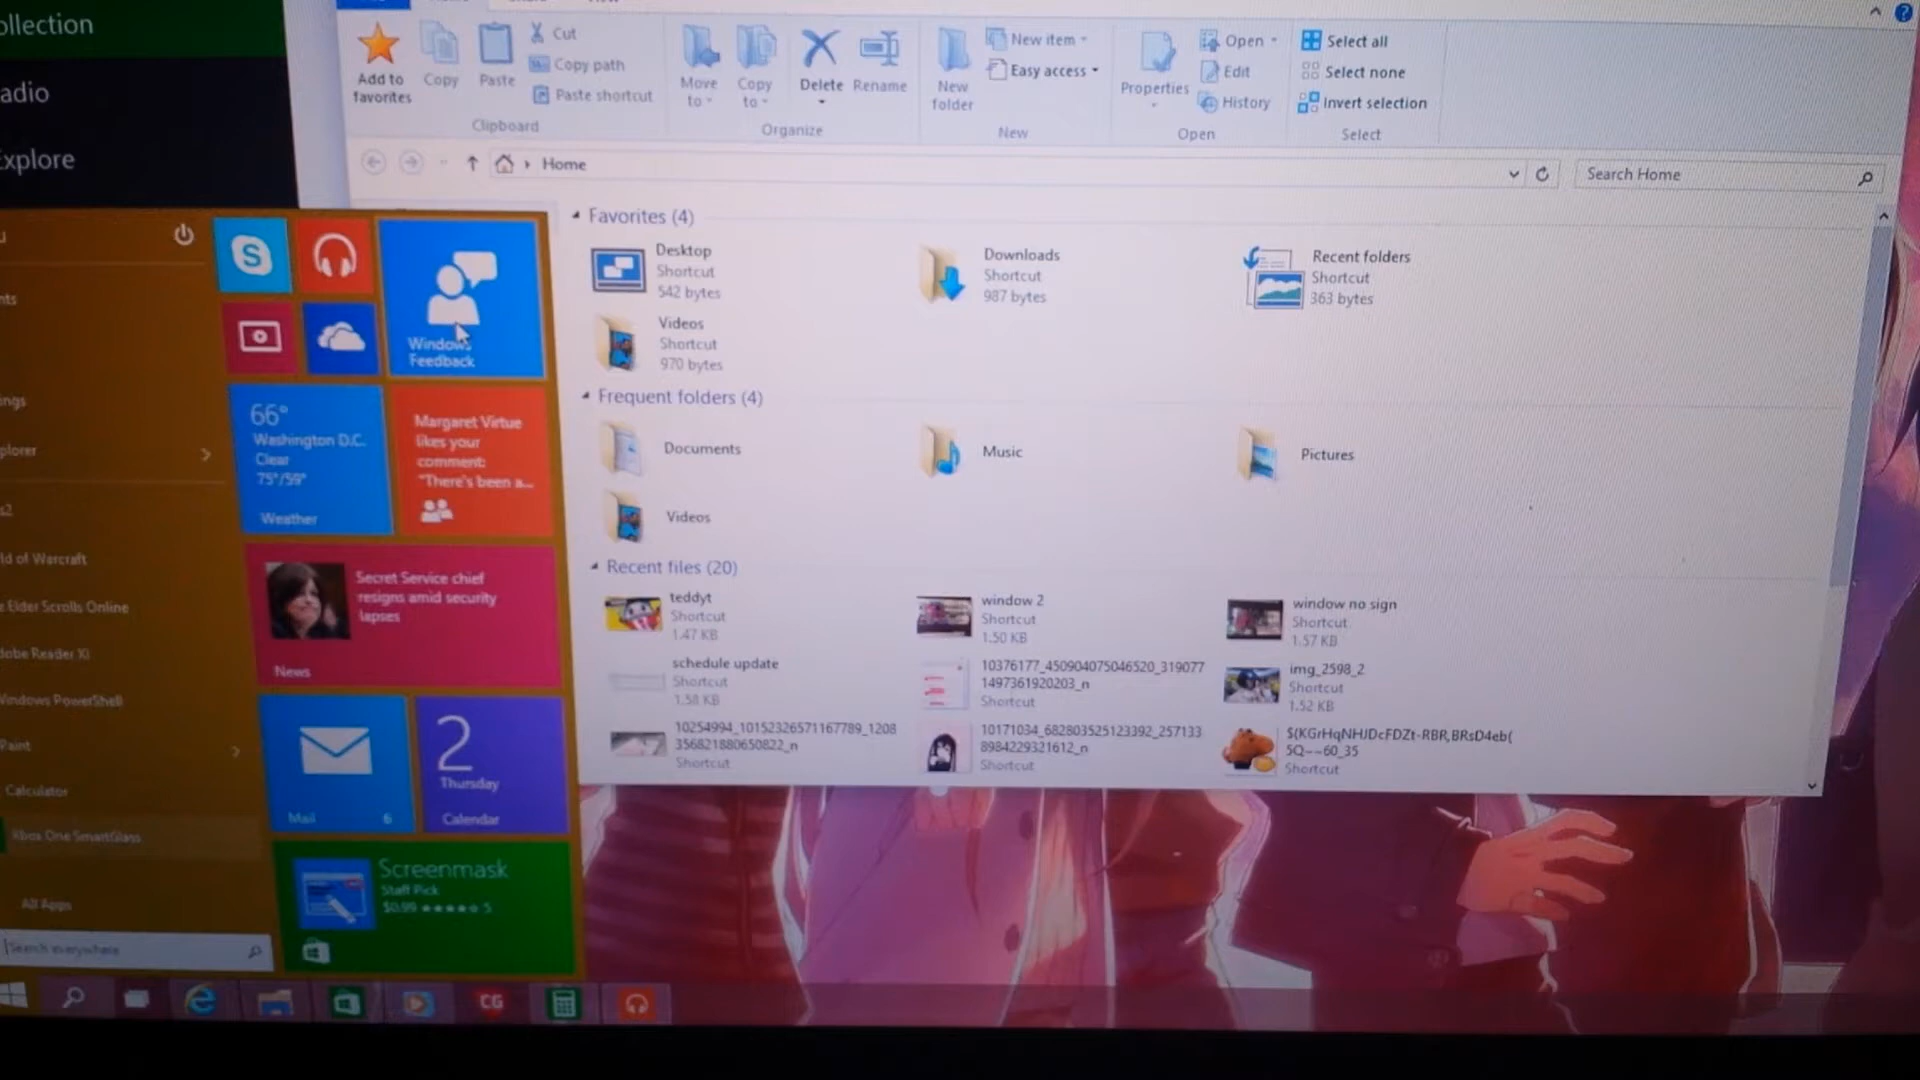 ollection
adio
Explore
Add to
favorites
Copy
Paste
Cut
Copy path
Paste shortcut
Clipboard
Move
to
Copy
to
Delete
Rename
Organize
New
folder
New item
Easy access
New
Properties
Open
Edit
History
Open
Select all
Select none
Invert selection
Select
Home
Search Home
Favorites (4)
Desktop
Shortcut
542 bytes
Downloads
Shortcut
987 bytes
Recent folders
Shortcut
363 bytes
Videos
Shortcut
970 bytes
Frequent folders (4)
Documents
Music
Pictures
Videos
Recent files (20)
teddyt
Shortcut
1.47 KB
window 2
Shortcut
1.50 KB
window no sign
Shortcut
1.57 KB
schedule update
Shortcut
1.58 KB
10376177_450904075046520_319077
1497361920203_n
Shortcut
img_2598_2
Shortcut
1.52 KB
10254994_10152326571167789_1208
356821880650822_n
Shortcut
10171034_682803525123392_257133
8984229321612_n
Shortcut
$(KGrHqNHJDcFDZt-RBR,BRsD4eb(
5Q~~60_35
Shortcut
nts
ings
plorer
s2
ld of Warcraft
e Elder Scrolls Online
dobe Reader XI
Windows PowerShell
Paint
Calculator
Xbox One SmartGlass
All Apps
Search everywhere
S
Windows
Feedback
66°
Washington D.C.
Clear
75°/59°
Weather
Margaret Virtue
likes your
comment:
"There's been a...
Secret Service chief
resigns amid security
lapses
News
Mail
6
2
Thursday
Calendar
Screenmask
Staff Pick
$0.99 ★★★★★ 5
CG